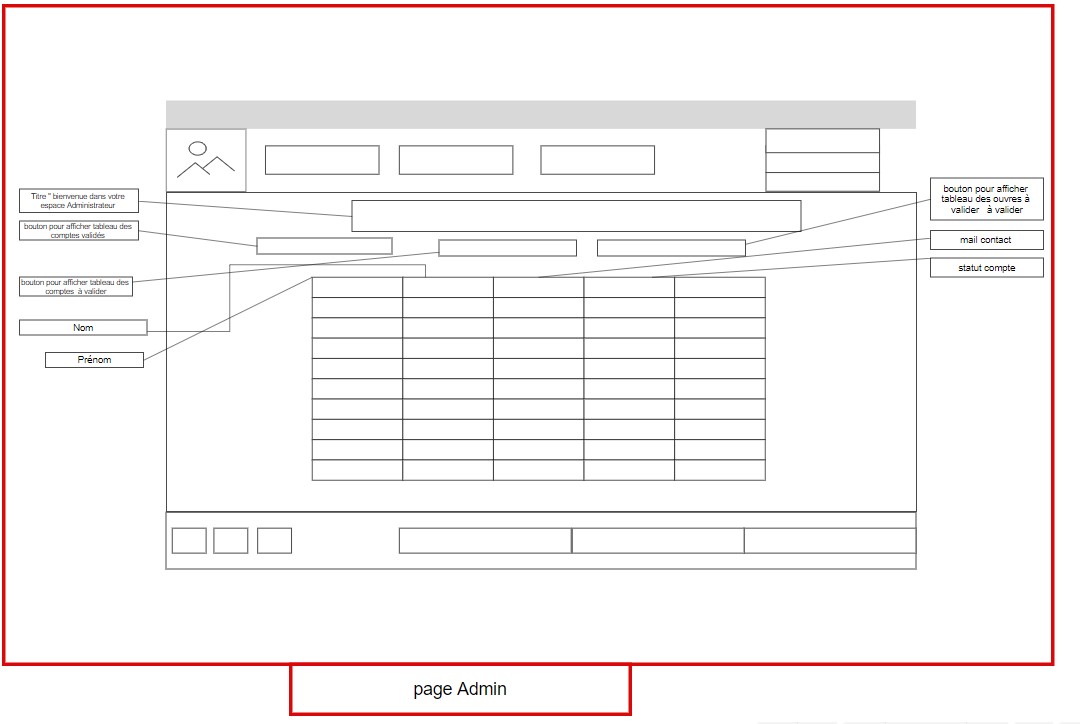 Titre " bienvenue dans votre
espace Administrateur
bouton pour afficher tableau des
comptes validés
bouton pour afficher tableau des
comptes à valider
Nom
Prénom
bouton pour afficher
tableau des ouvres à
valider à valider
mail contact
statut compte
page Admin